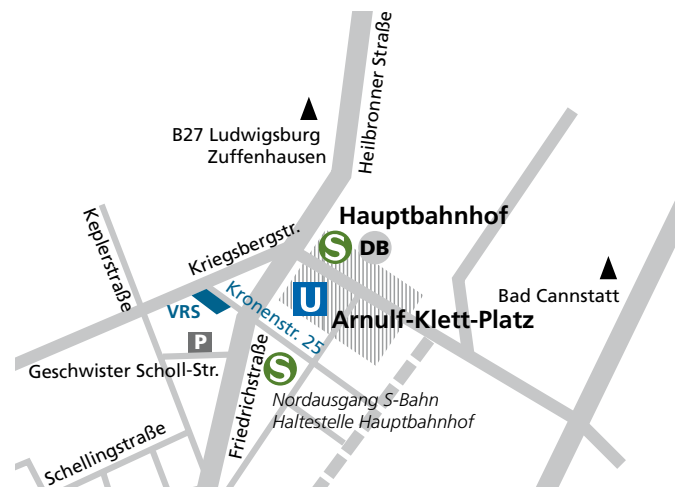 Heilbronner Straße
B27 Ludwigsburg
Zuffenhausen
Keplerstraße
Hauptbahnhof
S
DB
Kriegsbergstr.
Bad Cannstatt
VRS
Kronenstr. 25
U
Arnulf-Klett-Platz
P
Geschwister Scholl-Str.
Friedrichstraße
S
Nordausgang S-Bahn
Haltestelle Hauptbahnhof
Schellingstraße